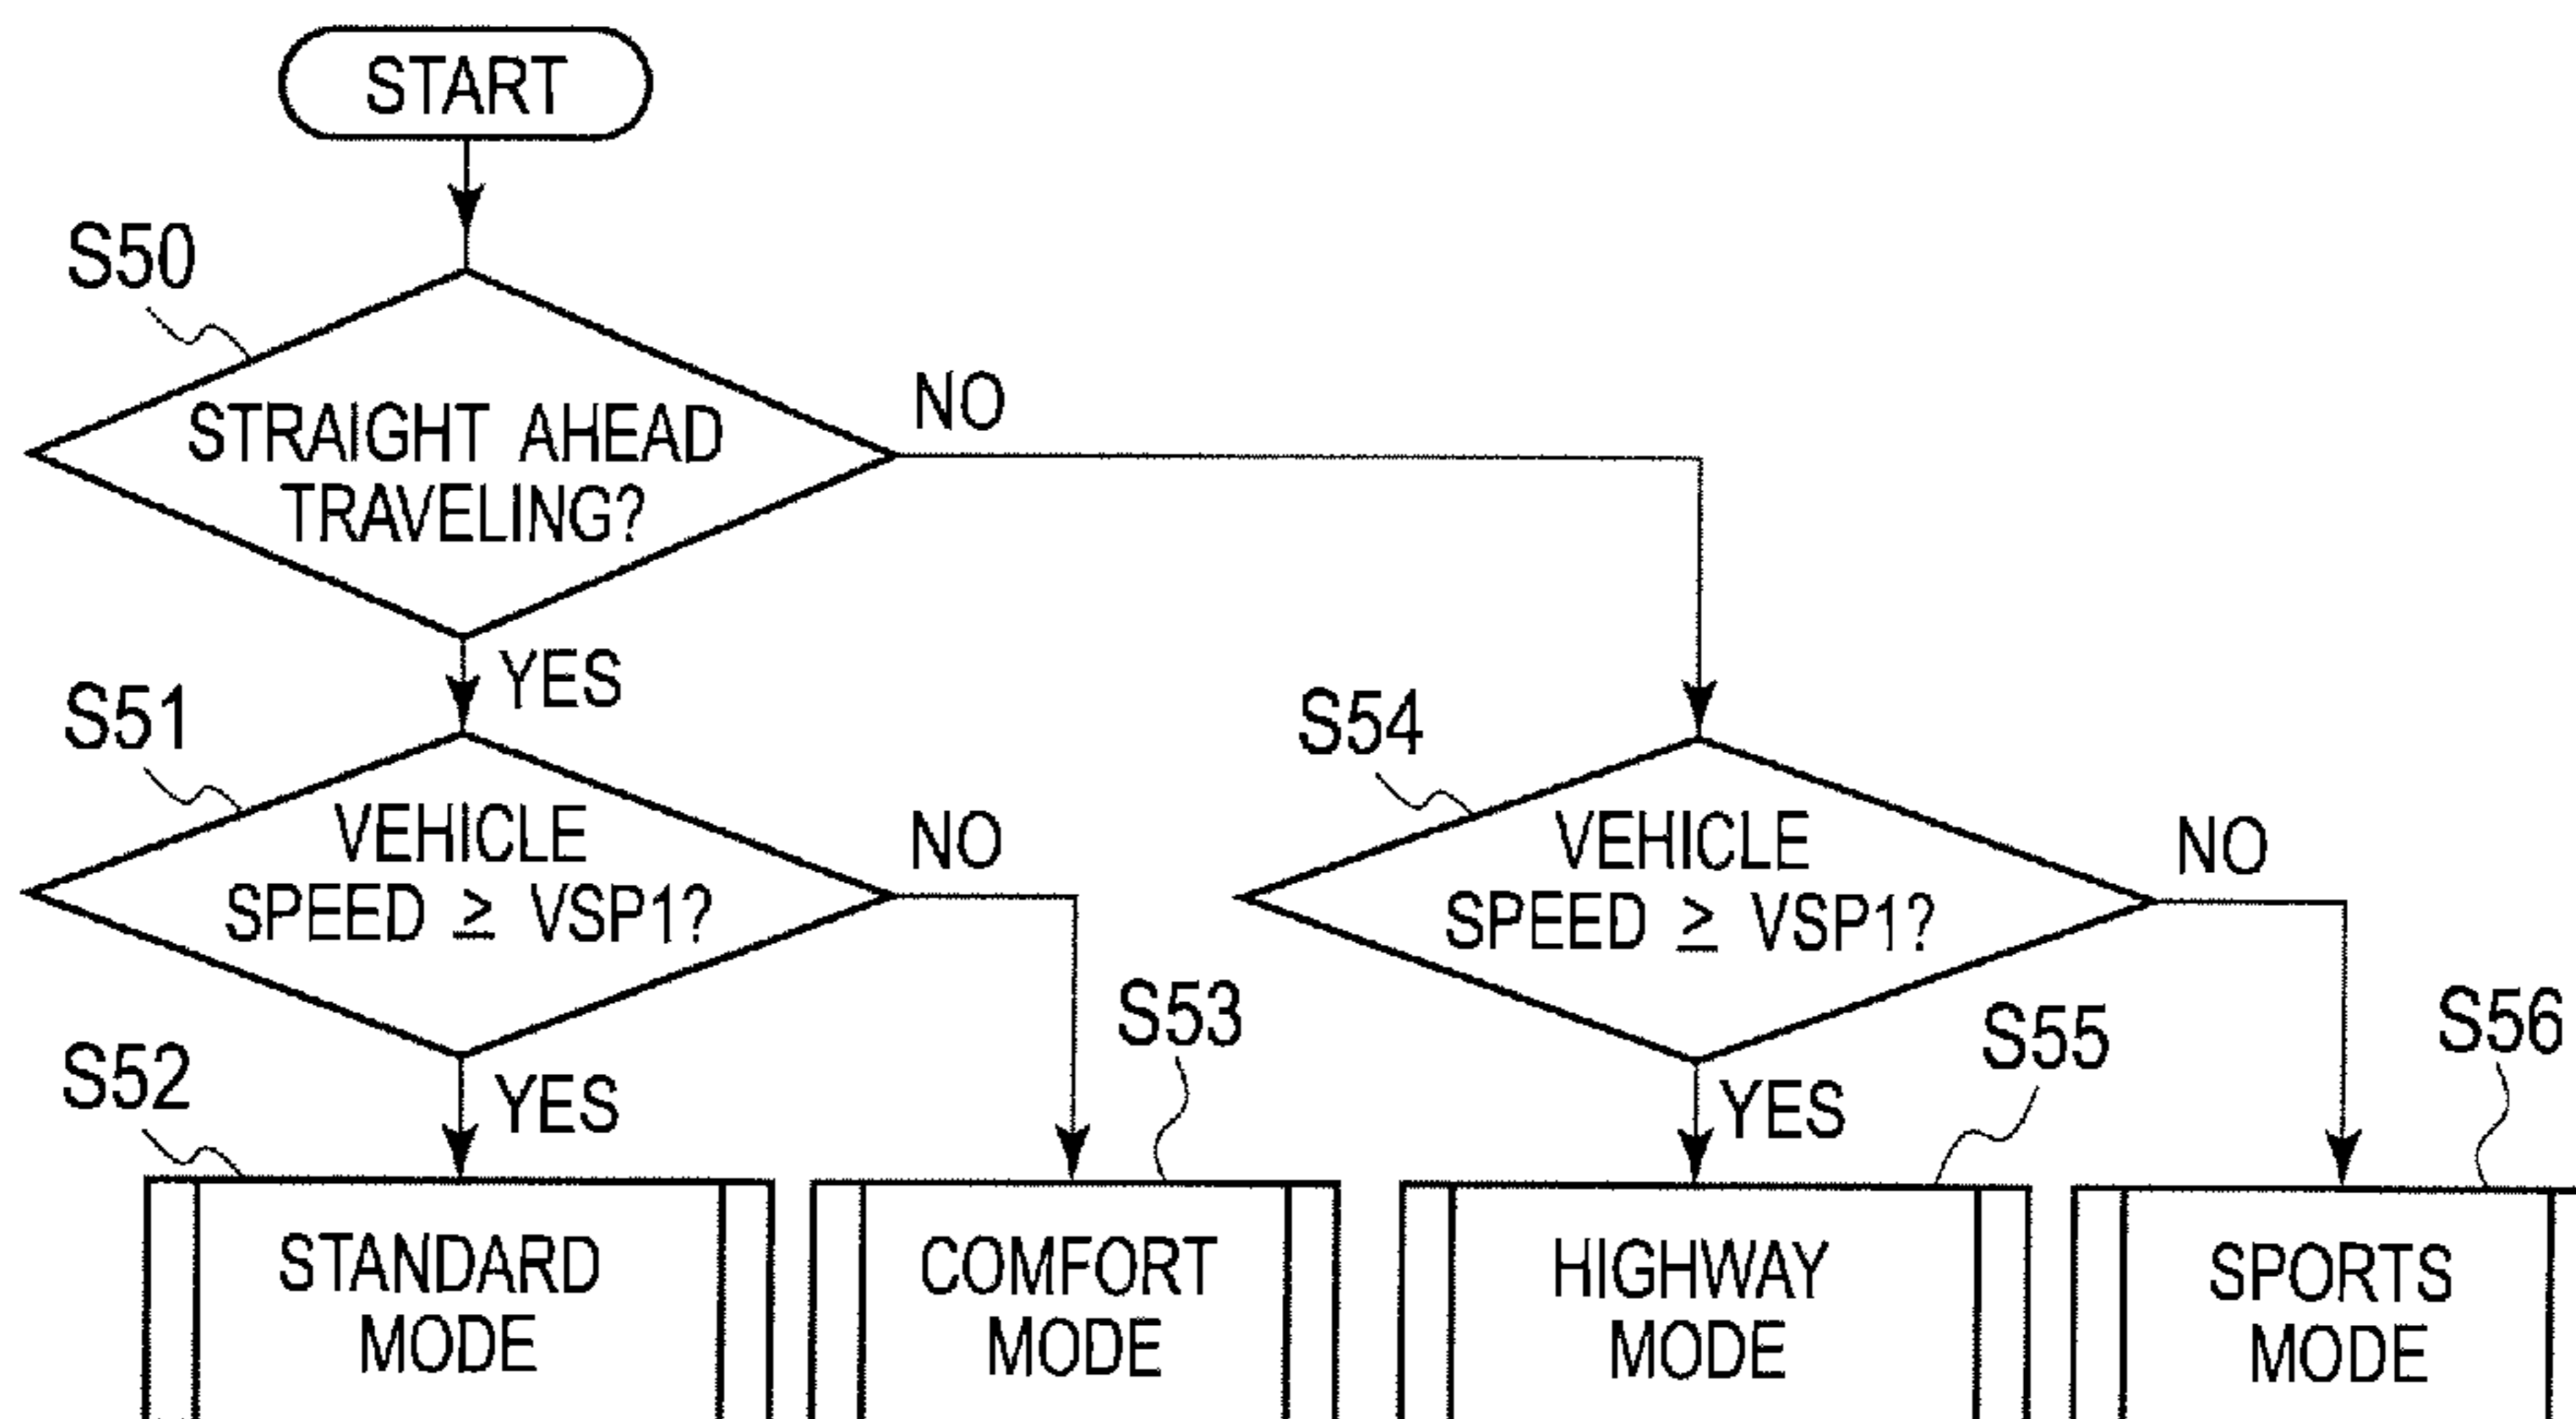 START
S50
STRAIGHT AHEAD
TRAVELING?
NO
YES
S51
VEHICLE
SPEED ≥ VSP1?
NO
S54
VEHICLE
SPEED ≥ VSP1?
NO
S52
YES
S53
YES
S55
S56
STANDARD
MODE
COMFORT
MODE
HIGHWAY
MODE
SPORTS
MODE